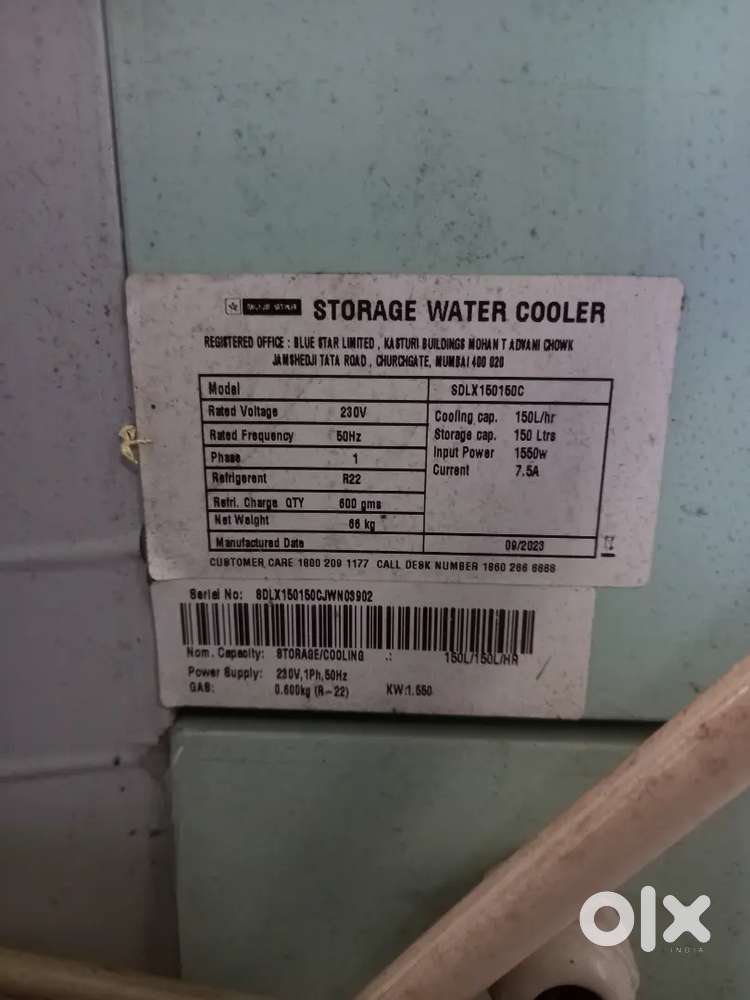 BLUE STAR STORAGE WATER COOLER
REGISTERED OFFICE : BLUE STAR LIMITED , KASTURI BUILDINGS MOHAN T ADVANI CHOWK
JAMSHEDJI TATA ROAD , CHURCHGATE, MUMBAI 400 020
Model SDLX150150C
Rated Voltage 230V Cooling cap. 150L/hr
Rated Frequency 50Hz Storage cap. 150 Ltrs
Phase 1 Input Power 1550w
Refrigerent R22 Current 7.5A
Refri. Charge QTY 600 gms
Net Weight 66 kg
Manufactured Date 09/2023
CUSTOMER CARE 1800 209 1177 CALL DESK NUMBER 1860 266 6666
Serial No: SDLX150150CJWN03902
Nom. Capacity: STORAGE/COOLING .: 150L/150L/HR
Power Supply: 230V,1Ph,50Hz
GAS: 0.600kg (R-22) KW:1.550
olx
INDIA